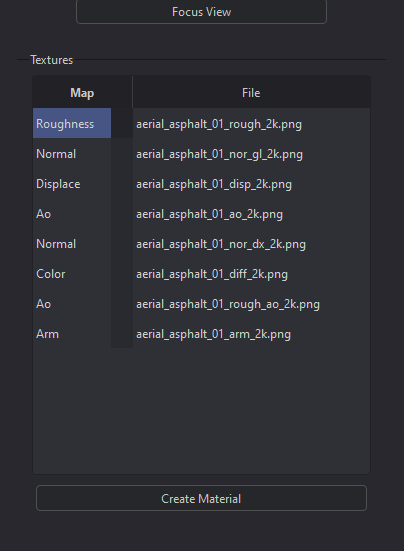 Focus View
Textures
Map File
Roughness aerial_asphalt_01_rough_2k.png
Normal aerial_asphalt_01_nor_gl_2k.png
Displace aerial_asphalt_01_disp_2k.png
Ao aerial_asphalt_01_ao_2k.png
Normal aerial_asphalt_01_nor_dx_2k.png
Color aerial_asphalt_01_diff_2k.png
Ao aerial_asphalt_01_rough_ao_2k.png
Arm aerial_asphalt_01_arm_2k.png
Create Material